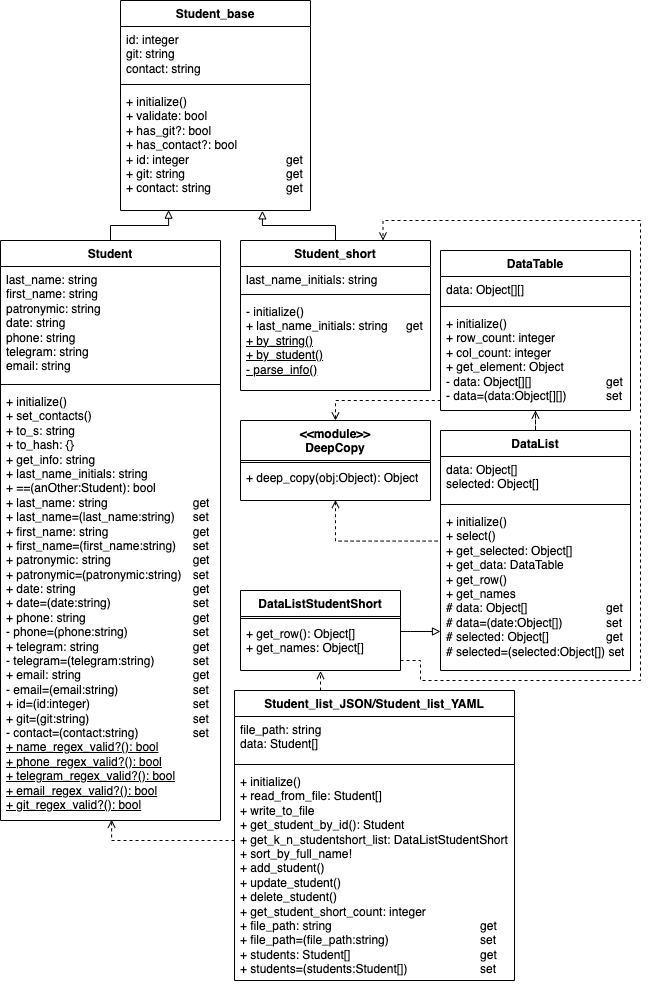 Student_base
id: integer
git: string
contact: string
+ initialize()
+ validate: bool
+ has_git?: bool
+ has_contact?: bool
+ id: integer get
+ git: string get
+ contact: string get
Student
last_name: string
first_name: string
patronymic: string
date: string
phone: string
telegram: string
email: string
+ initialize()
+ set_contacts()
+ to_s: string
+ to_hash: {}
+ get_info: string
+ last_name_initials: string
+ ==(anOther:Student): bool
+ last_name: string get
+ last_name=(last_name:string) set
+ first_name: string get
+ first_name=(first_name:string) set
+ patronymic: string get
+ patronymic=(patronymic:string) set
+ date: string get
+ date=(date:string) set
+ phone: string get
- phone=(phone:string) set
+ telegram: string get
- telegram=(telegram:string) set
+ email: string get
- email=(email:string) set
+ id=(id:integer) set
+ git=(git:string) set
- contact=(contact:string) set
+ name_regex_valid?(): bool
+ phone_regex_valid?(): bool
+ telegram_regex_valid?(): bool
+ email_regex_valid?(): bool
+ git_regex_valid?(): bool
Student_short
last_name_initials: string
- initialize()
+ last_name_initials: string get
+ by_string()
+ by_student()
- parse_info()
DataTable
data: Object[][]
+ initialize()
+ row_count: integer
+ col_count: integer
+ get_element: Object
- data: Object[][] get
- data=(data:Object[][]) set
<<module>>
DeepCopy
+ deep_copy(obj:Object): Object
DataList
data: Object[]
selected: Object[]
+ initialize()
+ select()
+ get_selected: Object[]
+ get_data: DataTable
+ get_row()
+ get_names
# data: Object[] get
# data=(date:Object[]) set
# selected: Object[] get
# selected=(selected:Object[]) set
DataListStudentShort
+ get_row(): Object[]
+ get_names: Object[]
Student_list_JSON/Student_list_YAML
file_path: string
data: Student[]
+ initialize()
+ read_from_file: Student[]
+ write_to_file
+ get_student_by_id(): Student
+ get_k_n_studentshort_list: DataListStudentShort
+ sort_by_full_name!
+ add_student()
+ update_student()
+ delete_student()
+ get_student_short_count: integer
+ file_path: string get
+ file_path=(file_path:string) set
+ students: Student[] get
+ students=(students:Student[]) set